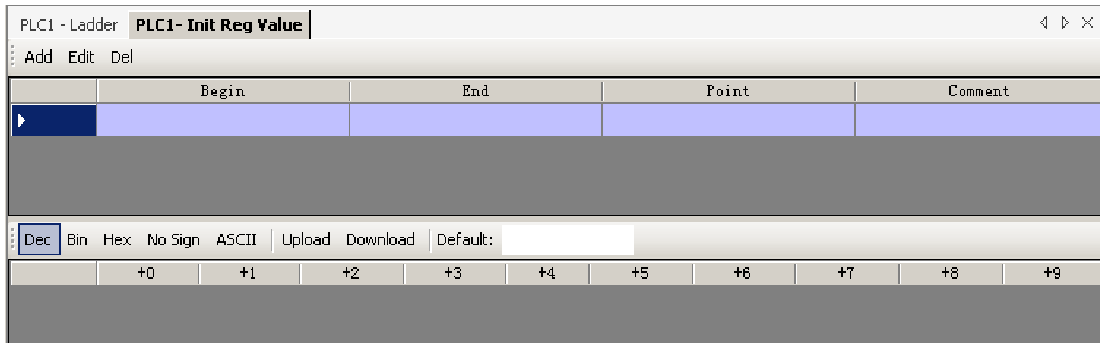 PLC1 - Ladder PLC1- Init Reg Value
Add Edit Del
Begin End Point Comment
Dec Bin Hex No Sign ASCII Upload Download Default:
+0 +1 +2 +3 +4 +5 +6 +7 +8 +9